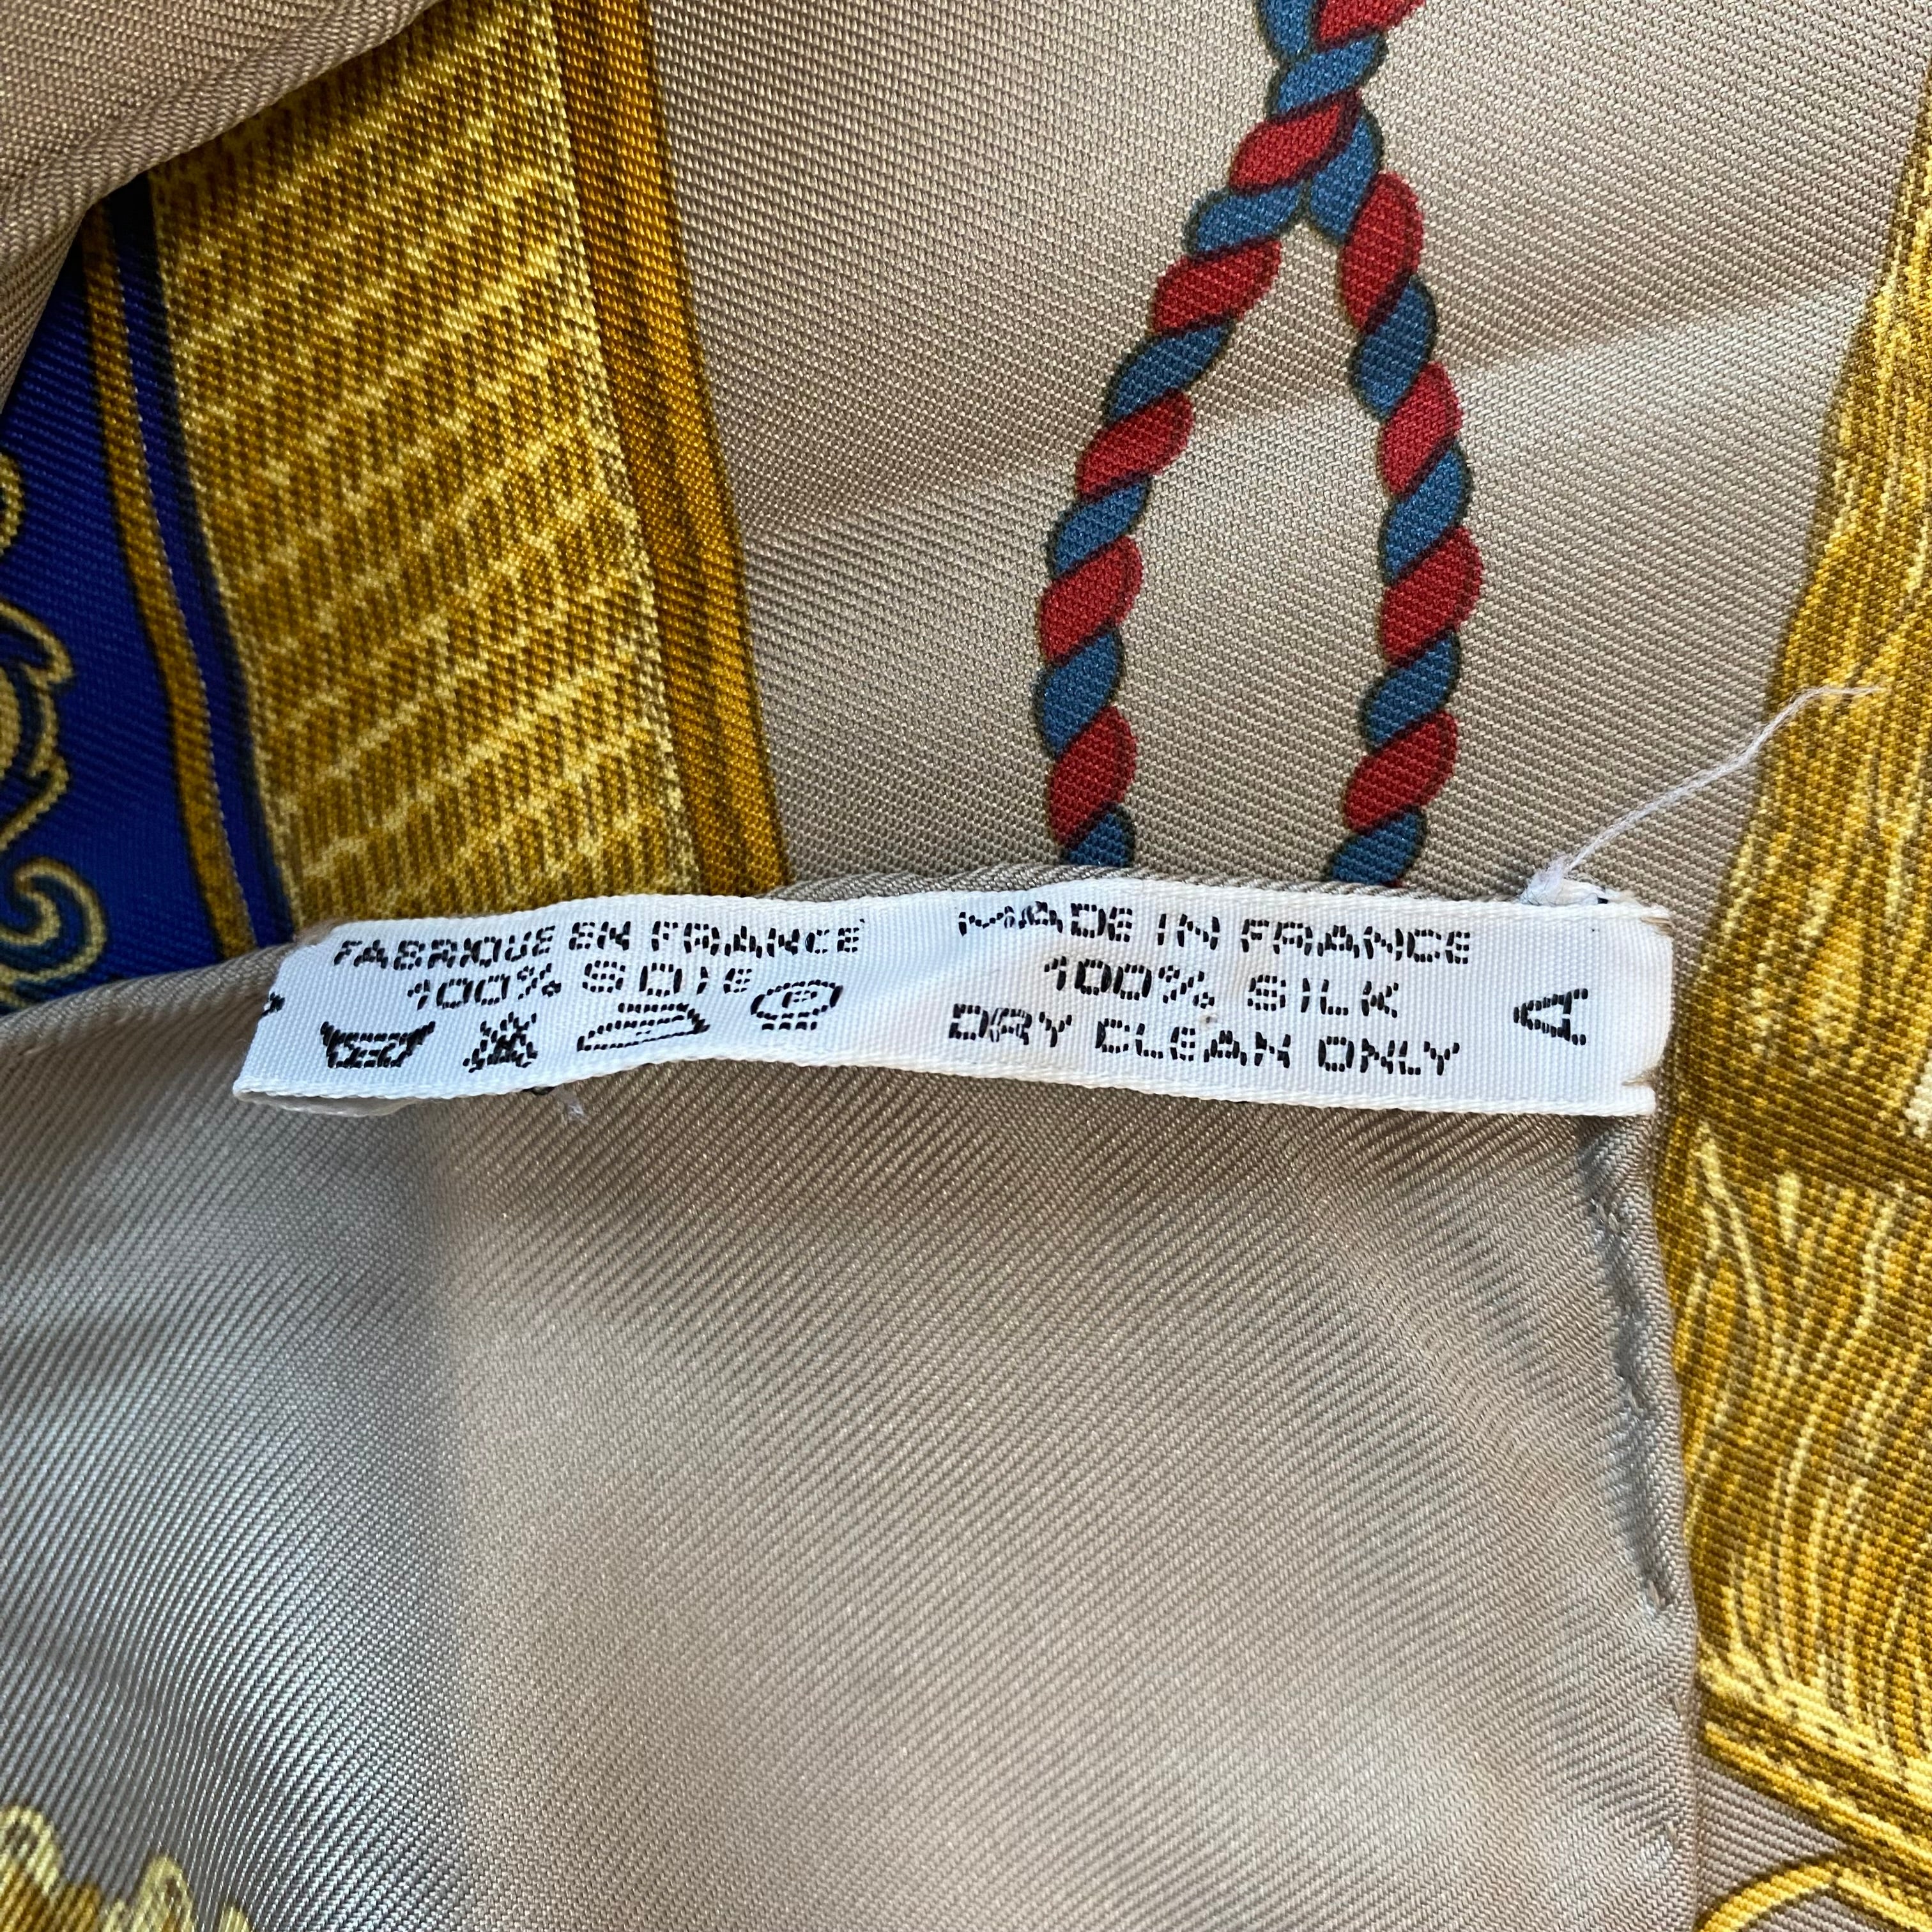 FABRIQUE EN FRANCE
100% SOIE
P
MADE IN FRANCE
100% SILK
DRY CLEAN ONLY
A